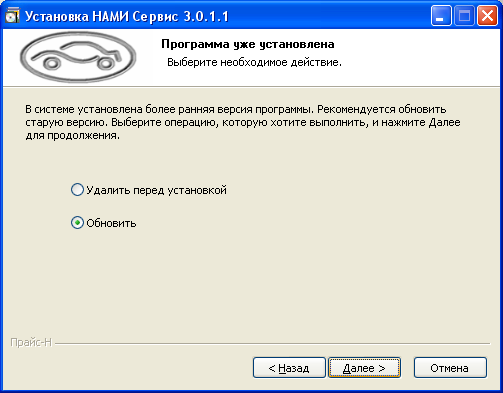 Установка НАМИ Сервис 3.0.1.1
Программа уже установлена
Выберите необходимое действие.
В системе установлена более ранняя версия программы. Рекомендуется обновить
старую версию. Выберите операцию, которую хотите выполнить, и нажмите Далее
для продолжения.
Удалить перед установкой
Обновить
Прайс-Н
< Назад
Далее >
Отмена